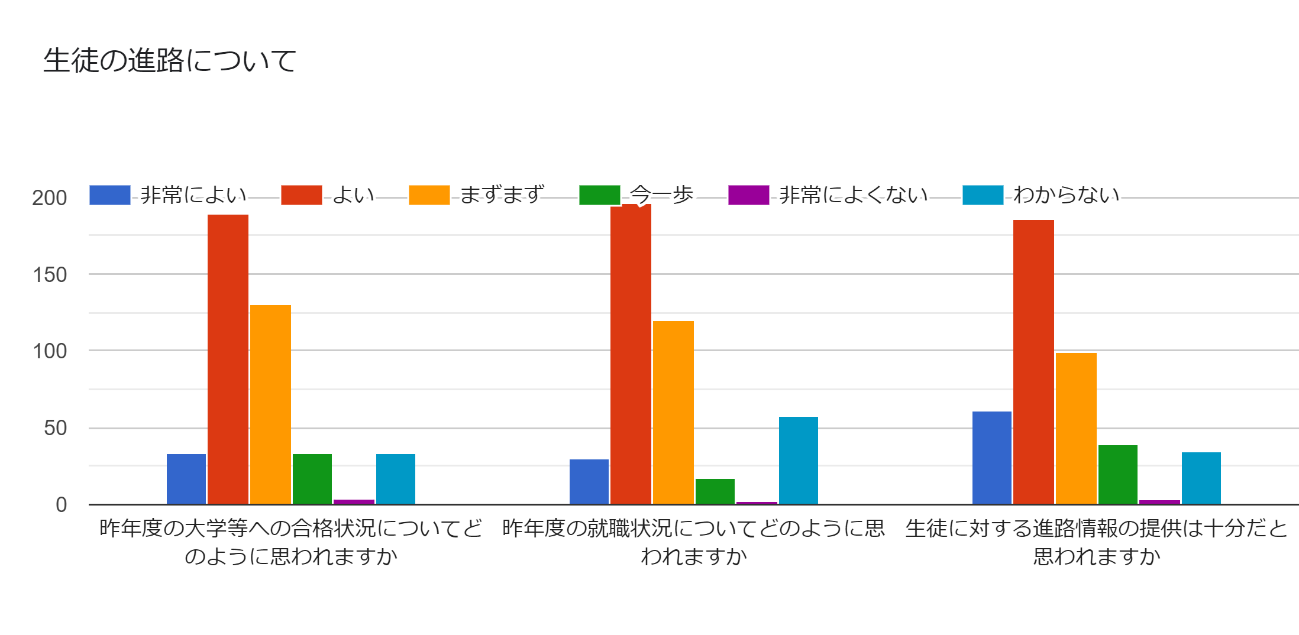 生徒の進路について
200 非常によい よい まずまず 今一歩 非常によくない わからない
150
100
50
0
昨年度の大学等への合格状況についてど
のように思われますか
昨年度の就職状況についてどのように思
われますか
生徒に対する進路情報の提供は十分だと
思われますか